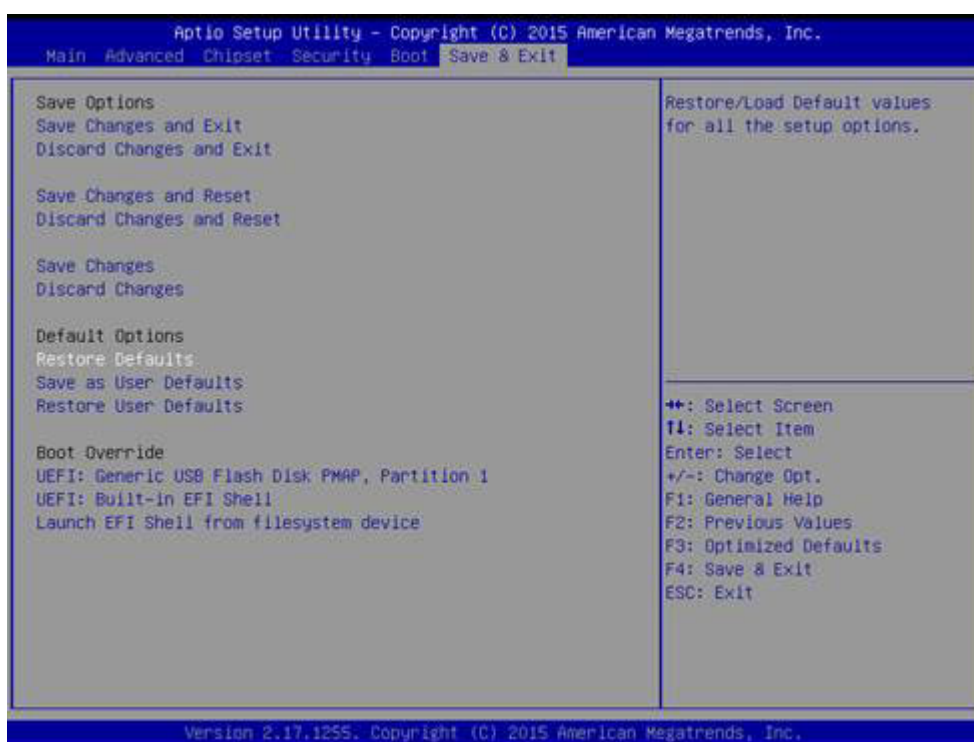 Aptio Setup Utility - Copyright (C) 2015 American Megatrends, Inc.
Main Advanced Chipset Security Boot Save & Exit
Save Options
Save Changes and Exit
Discard Changes and Exit
Save Changes and Reset
Discard Changes and Reset
Save Changes
Discard Changes
Default Options
Restore Defaults
Save as User Defaults
Restore User Defaults
Boot Override
UEFI: Generic USB Flash Disk PMAP, Partition 1
UEFI: Built-in EFI Shell
Launch EFI Shell from filesystem device
Restore/Load Default values
for all the setup options.
→←: Select Screen
↑↓: Select Item
Enter: Select
+/-: Change Opt.
F1: General Help
F2: Previous Values
F3: Optimized Defaults
F4: Save & Exit
ESC: Exit
Version 2.17.1255. Copyright (C) 2015 American Megatrends, Inc.